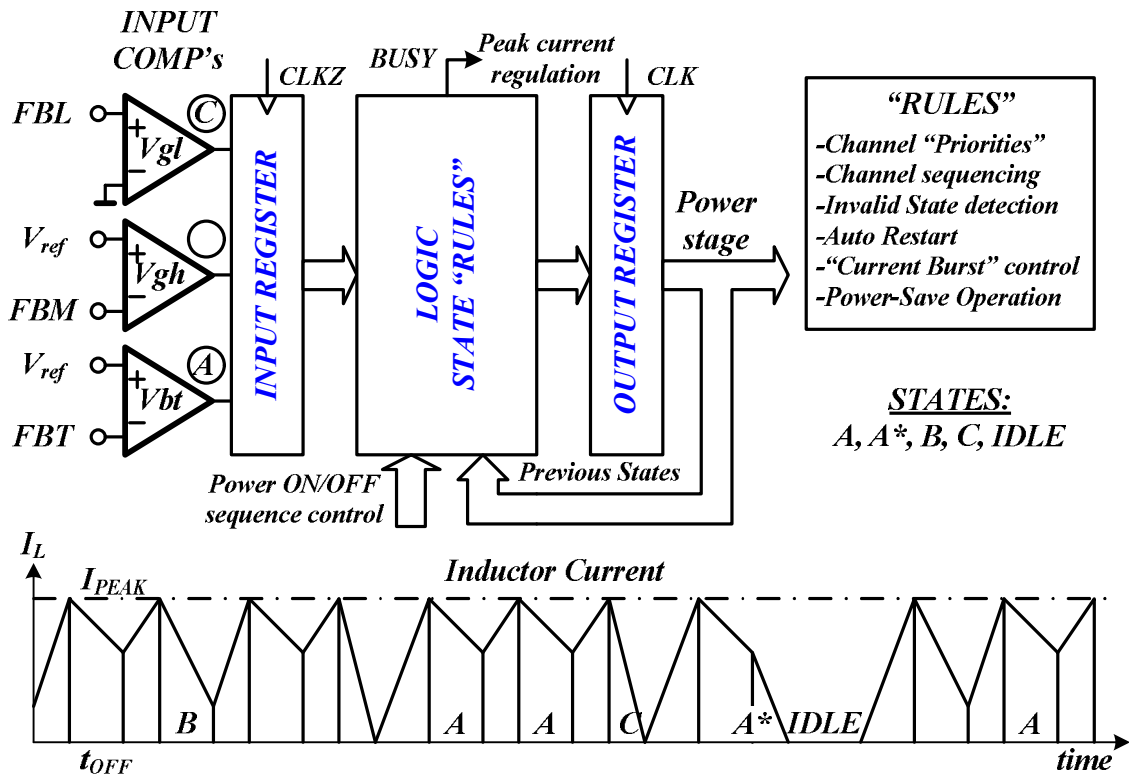 INPUT
COMP's
FBL
+
Vgl
−
C
Vref
+
Vgh
−
FBM
Vref
+
Vbt
−
FBT
A
CLKZ
INPUT REGISTER
BUSY
Peak current
regulation
LOGIC
STATE "RULES"
CLK
OUTPUT REGISTER
Power
stage
Previous States
Power ON/OFF
sequence control
"RULES"
-Channel "Priorities"
-Channel sequencing
-Invalid State detection
-Auto Restart
-"Current Burst" control
-Power-Save Operation
STATES:
A, A*, B, C, IDLE
IL
IPEAK
Inductor Current
B
A
A
C
A*
IDLE
A
tOFF
time